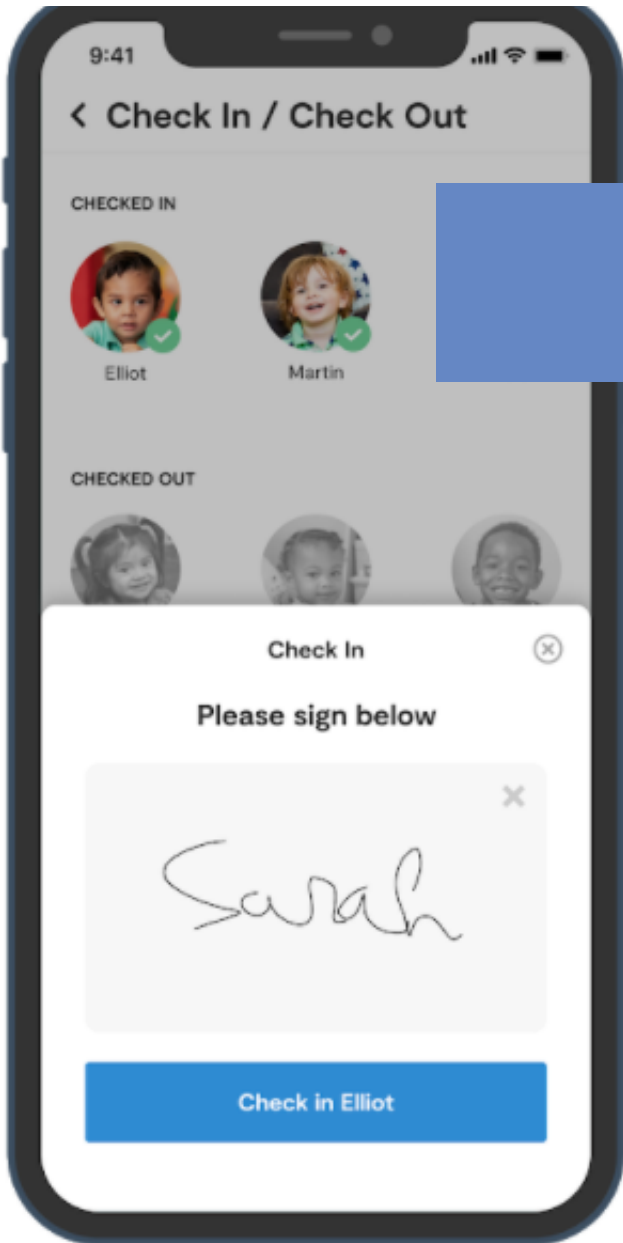 9:41
Check In / Check Out
CHECKED IN
Elliot
Martin
CHECKED OUT
Check In
Please sign below
Sarah
Check in Elliot